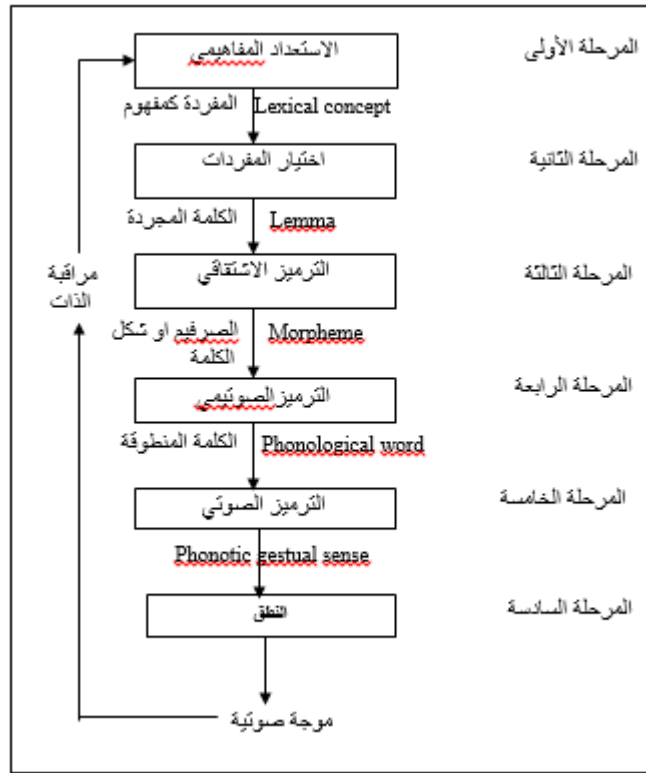 المرحلة الأولى
الاستعداد المفاهيمي
المفردة كمفهوم Lexical concept
المرحلة الثانية
اختيار المفردات
الكلمة المجردة Lemma
المرحلة الثالثة
الترميز الاشتقاقي
مراقبة
الذات
الصرفيم او شكل
الكلمة
Morpheme
المرحلة الرابعة
الترميز الصوتيمي
الكلمة المنطوقة Phonological word
المرحلة الخامسة
الترميز الصوتي
Phonotic gestual sense
المرحلة السادسة
النطق
موجة صوتية